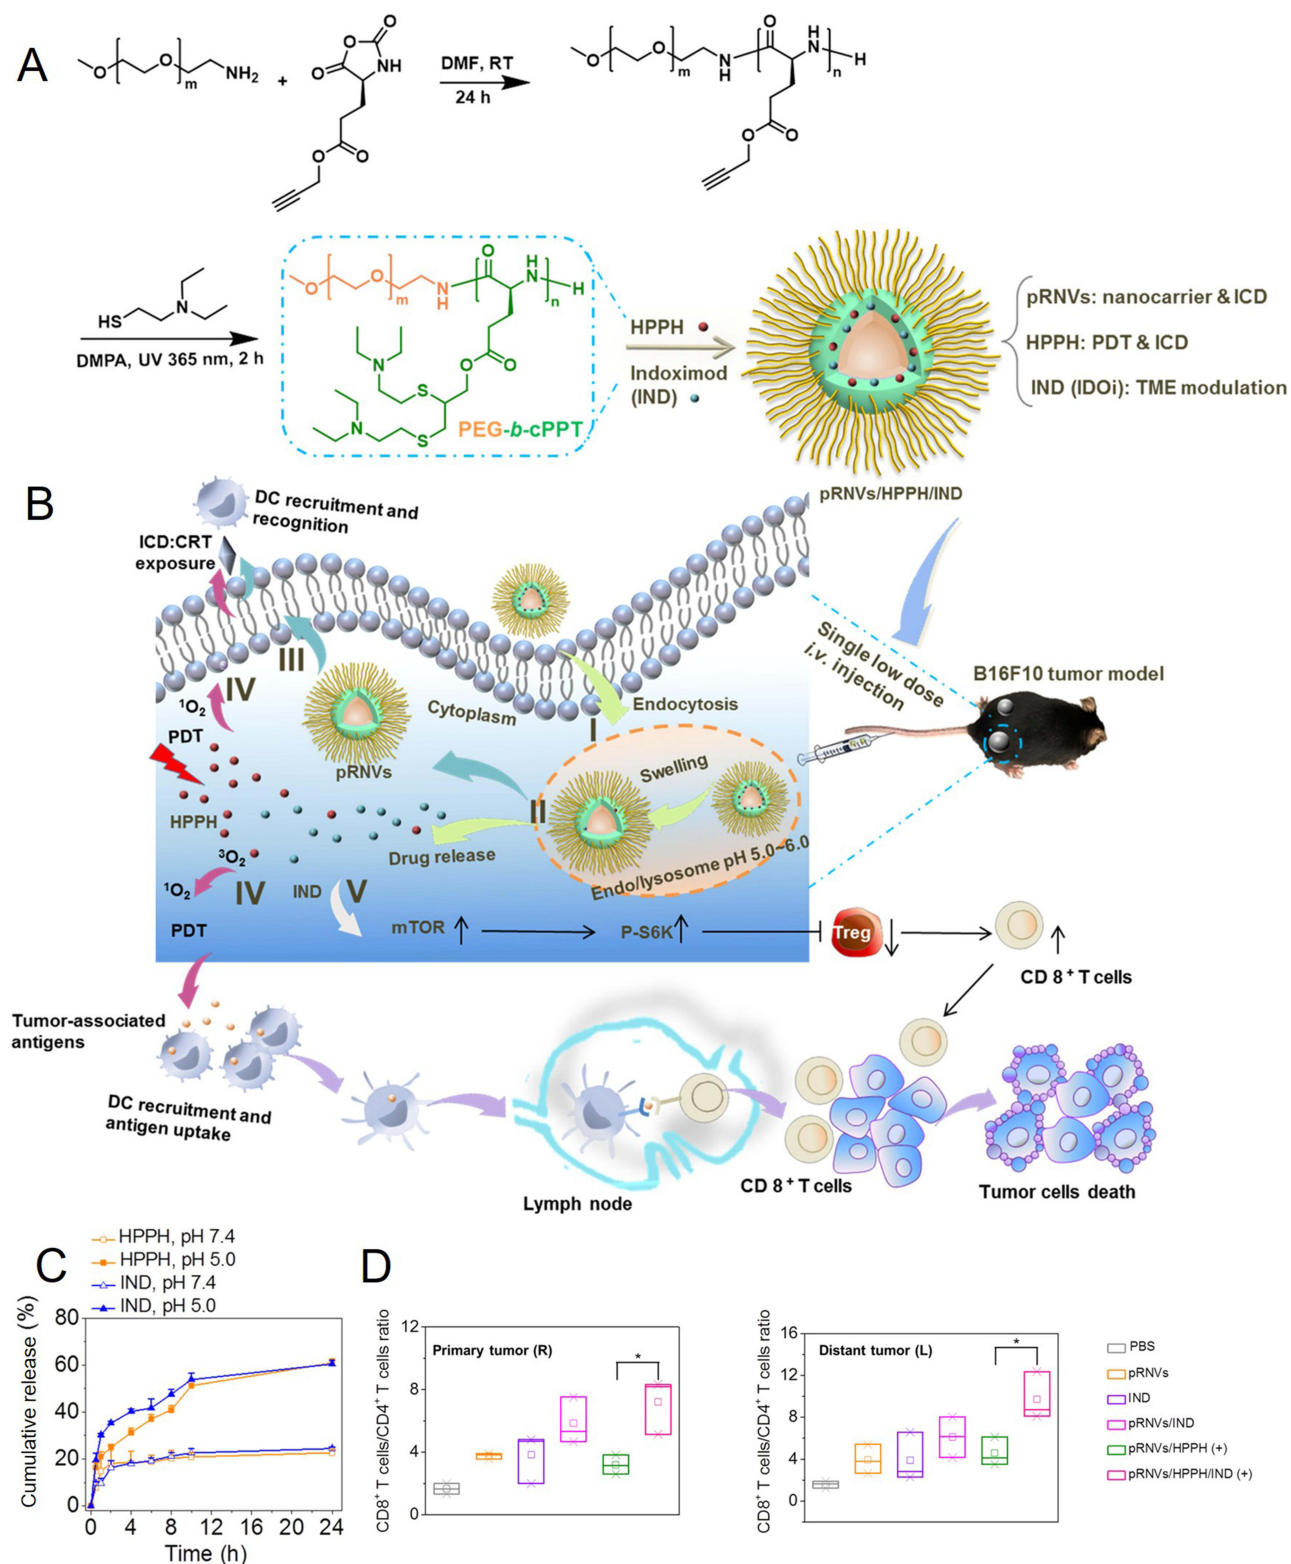 A
O
O
m
NH2
+
O
O
O
NH
O
O
DMF, RT
24 h
O
O
m
N
H
O
H
N
n
H
O
O
HS
N
DMPA, UV 365 nm, 2 h
O
O
m
N
H
O
H
N
n
H
O
O
N
S
N
S
PEG-b-cPPT
HPPH
Indoximod
(IND)
pRNVs: nanocarrier & ICD
HPPH: PDT & ICD
IND (IDOi): TME modulation
pRNVs/HPPH/IND
B
DC recruitment and
recognition
ICD:CRT
exposure
III
IV
1O2
PDT
HPPH
3O2
1O2
IV
PDT
pRNVs
Cytoplasm
I
Endocytosis
Swelling
II
Endo/lysosome pH 5.0~6.0
Drug release
IND
V
mTOR
P-S6K
Treg
CD 8+ T cells
Single low dose
i.v. injection
B16F10 tumor model
Tumor-associated
antigens
DC recruitment and
antigen uptake
Lymph node
CD 8+ T cells
Tumor cells death
C
HPPH, pH 7.4
HPPH, pH 5.0
IND, pH 7.4
IND, pH 5.0
Cumulative release (%)
80
60
40
20
0
0
4
8
12
16
20
24
Time (h)
D
CD8+ T cells/CD4+ T cells ratio
12
8
4
0
Primary tumor (R)
*
CD8+ T cells/CD4+ T cells ratio
16
12
8
4
0
Distant tumor (L)
*
PBS
pRNVs
IND
pRNVs/IND
pRNVs/HPPH (+)
pRNVs/HPPH/IND (+)